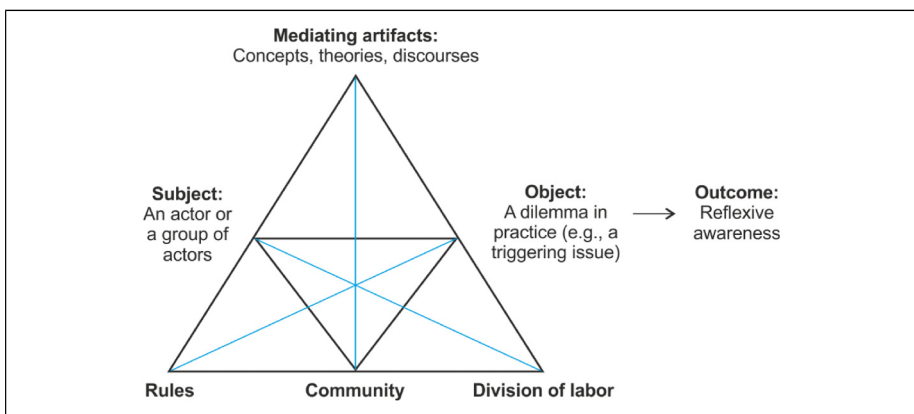 Mediating artifacts:
Concepts, theories, discourses
Subject:
An actor or
a group of
actors
Object:
A dilemma in
practice (e.g., a
triggering issue)
Outcome:
Reflexive
awareness
Rules
Community
Division of labor